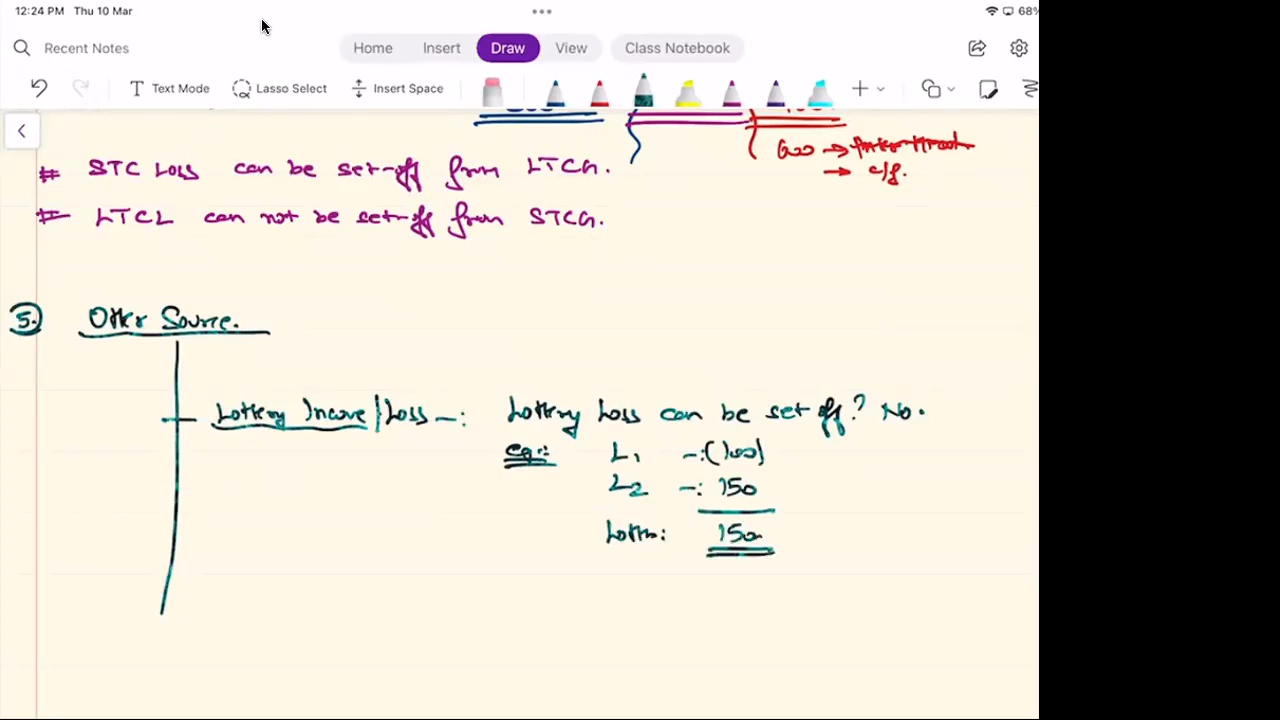 12:24 PM Thu 10 Mar
68%
Recent Notes
Home Insert Draw View Class Notebook
Text Mode Lasso Select Insert Space
600 →
→ c/f.
# STC Loss can be set-off from LTCG.
# LTCL can not be set-off from STCG.
5. Other Source.
Lottery Income | Loss -: Lottery Loss can be set off? No.
eg:- L1 -: (100)
L2 -: 150
150